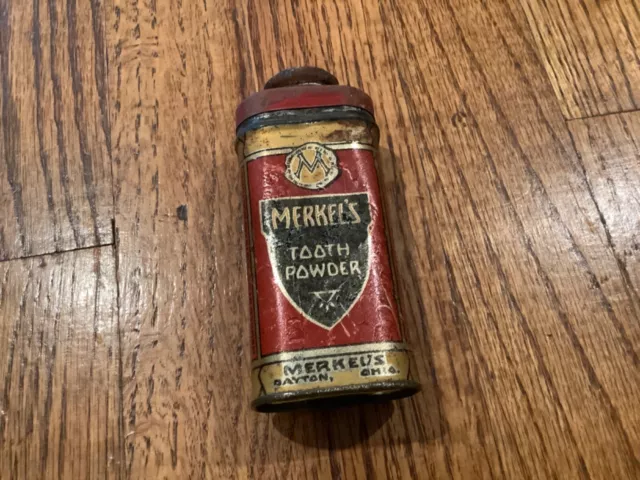 M
MERKEL'S
TOOTH
POWDER
MERKEL'S
DAYTON, OHIO.